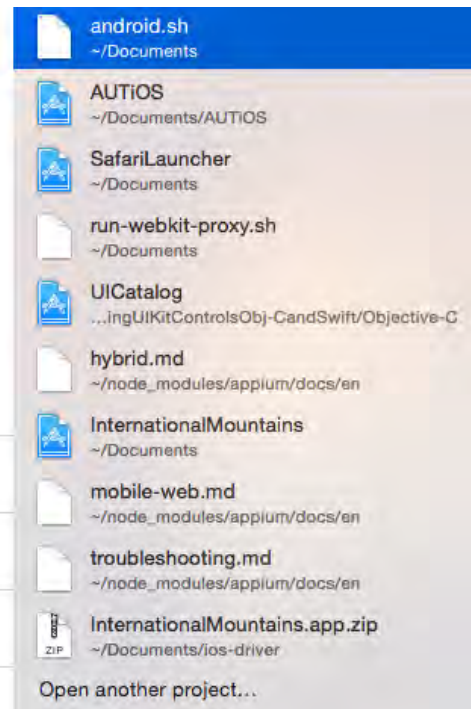 android.sh
~/Documents
AUTiOS
~/Documents/AUTiOS
SafariLauncher
~/Documents
run-webkit-proxy.sh
~/Documents
UICatalog
...ingUIKitControlsObj-CandSwift/Objective-C
hybrid.md
~/node_modules/appium/docs/en
InternationalMountains
~/Documents
mobile-web.md
~/node_modules/appium/docs/en
troubleshooting.md
~/node_modules/appium/docs/en
InternationalMountains.app.zip
ZIP ~/Documents/ios-driver
Open another project...